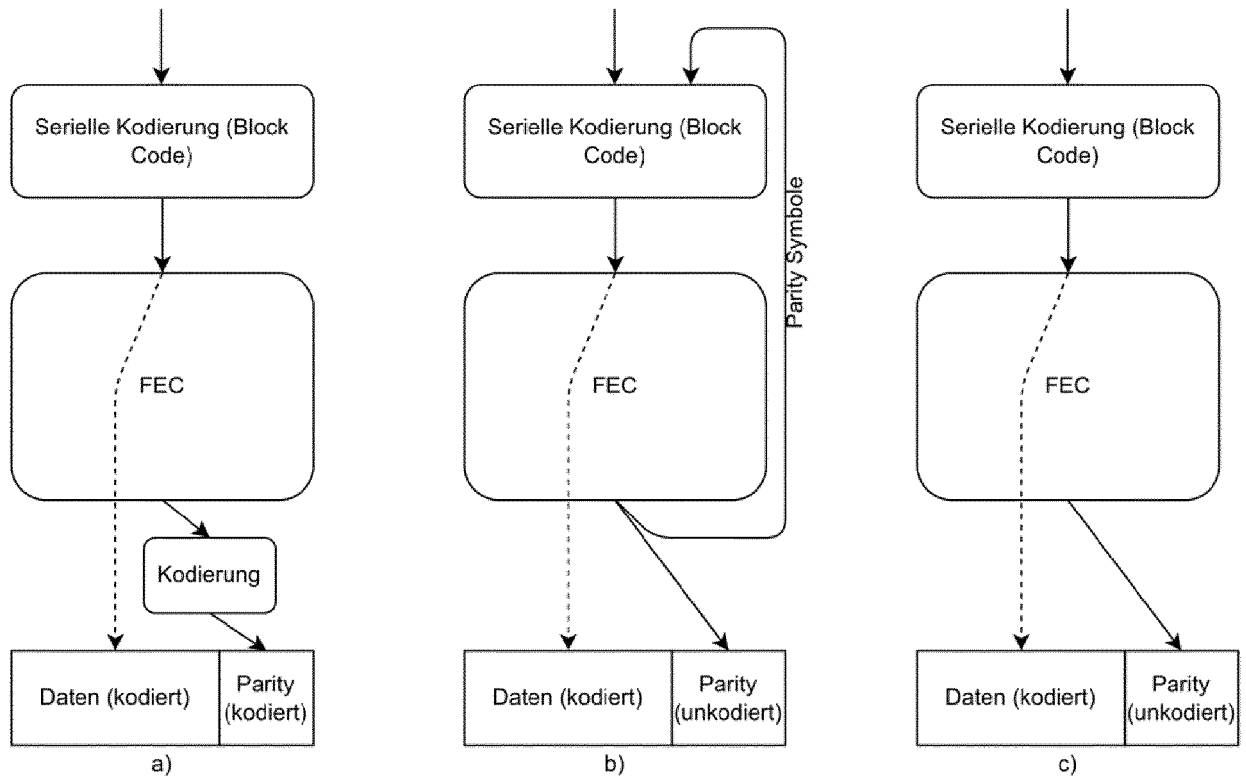 Serielle Kodierung (Block
Code)
FEC
Kodierung
Daten (kodiert)
Parity
(kodiert)
a)
Serielle Kodierung (Block
Code)
Parity Symbole
FEC
Daten (kodiert)
Parity
(unkodiert)
b)
Serielle Kodierung (Block
Code)
FEC
Daten (kodiert)
Parity
(unkodiert)
c)